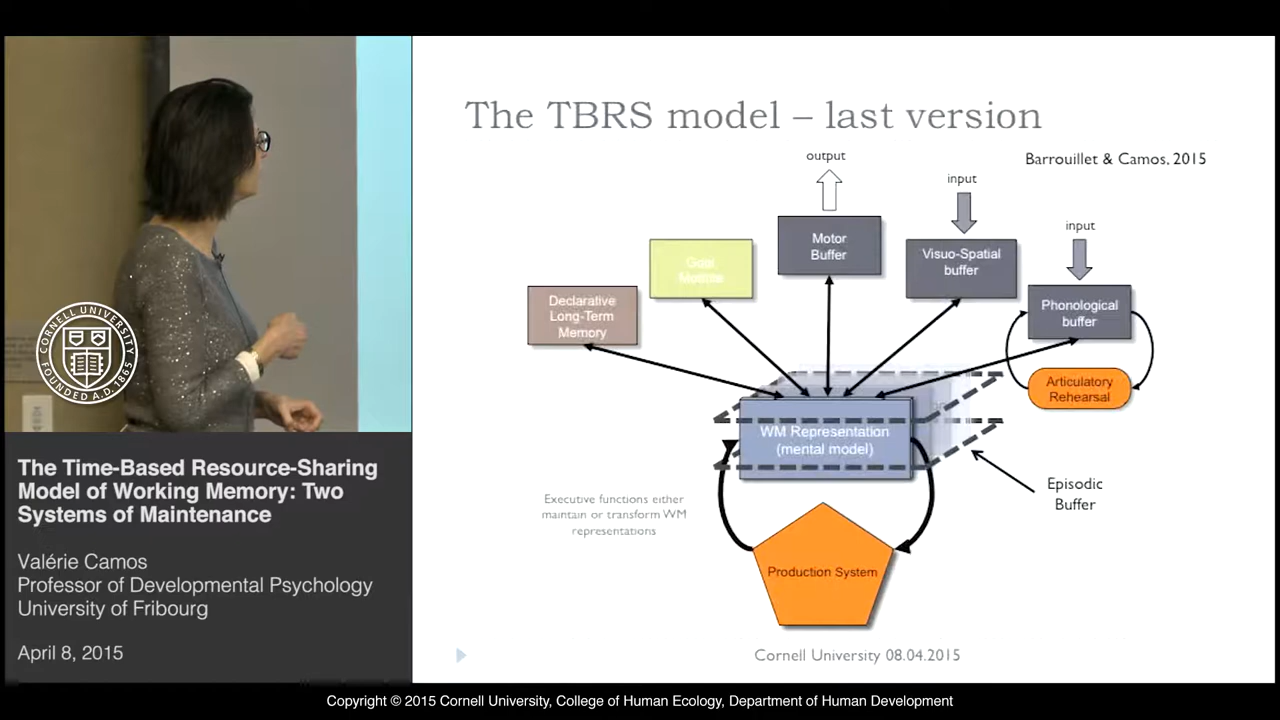 The TBRS model – last version
Barrouillet & Camos, 2015
output
input
input
Motor
Buffer
Visuo-Spatial
buffer
Goal
Module
Declarative
Long-Term
Memory
Phonological
buffer
Articulatory
Rehearsal
WM Representation
(mental model)
Episodic
Buffer
Executive functions either
maintain or transform WM
representations
Production System
Cornell University 08.04.2015
CORNELL UNIVERSITY
FOUNDED A.D. 1865
The Time-Based Resource-Sharing
Model of Working Memory: Two
Systems of Maintenance
Valérie Camos
Professor of Developmental Psychology
University of Fribourg
April 8, 2015
Copyright © 2015 Cornell University, College of Human Ecology, Department of Human Development